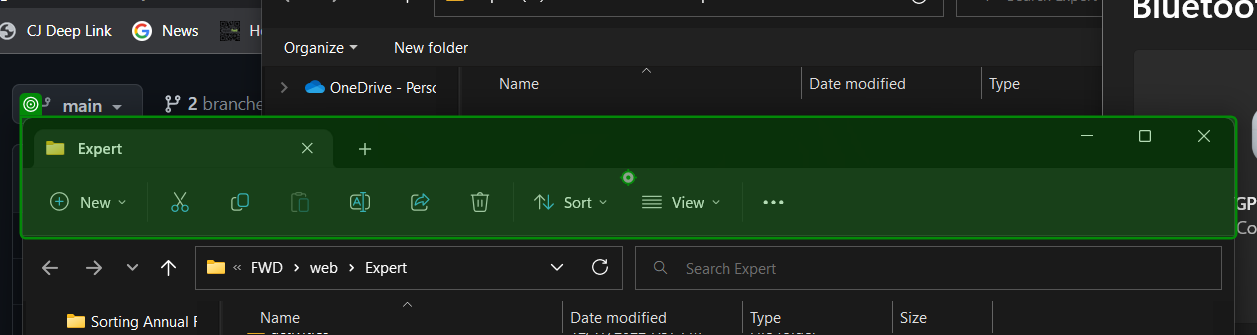 CJ Deep Link
News
Search Expert
Bluetoo
Organize
New folder
OneDrive - Perso
Name
Date modified
Type
main
2 branche
Expert
New
Sort
View
GP
Co
FWD
web
Expert
Search Expert
Sorting Annual F
Name
Date modified
Type
Size